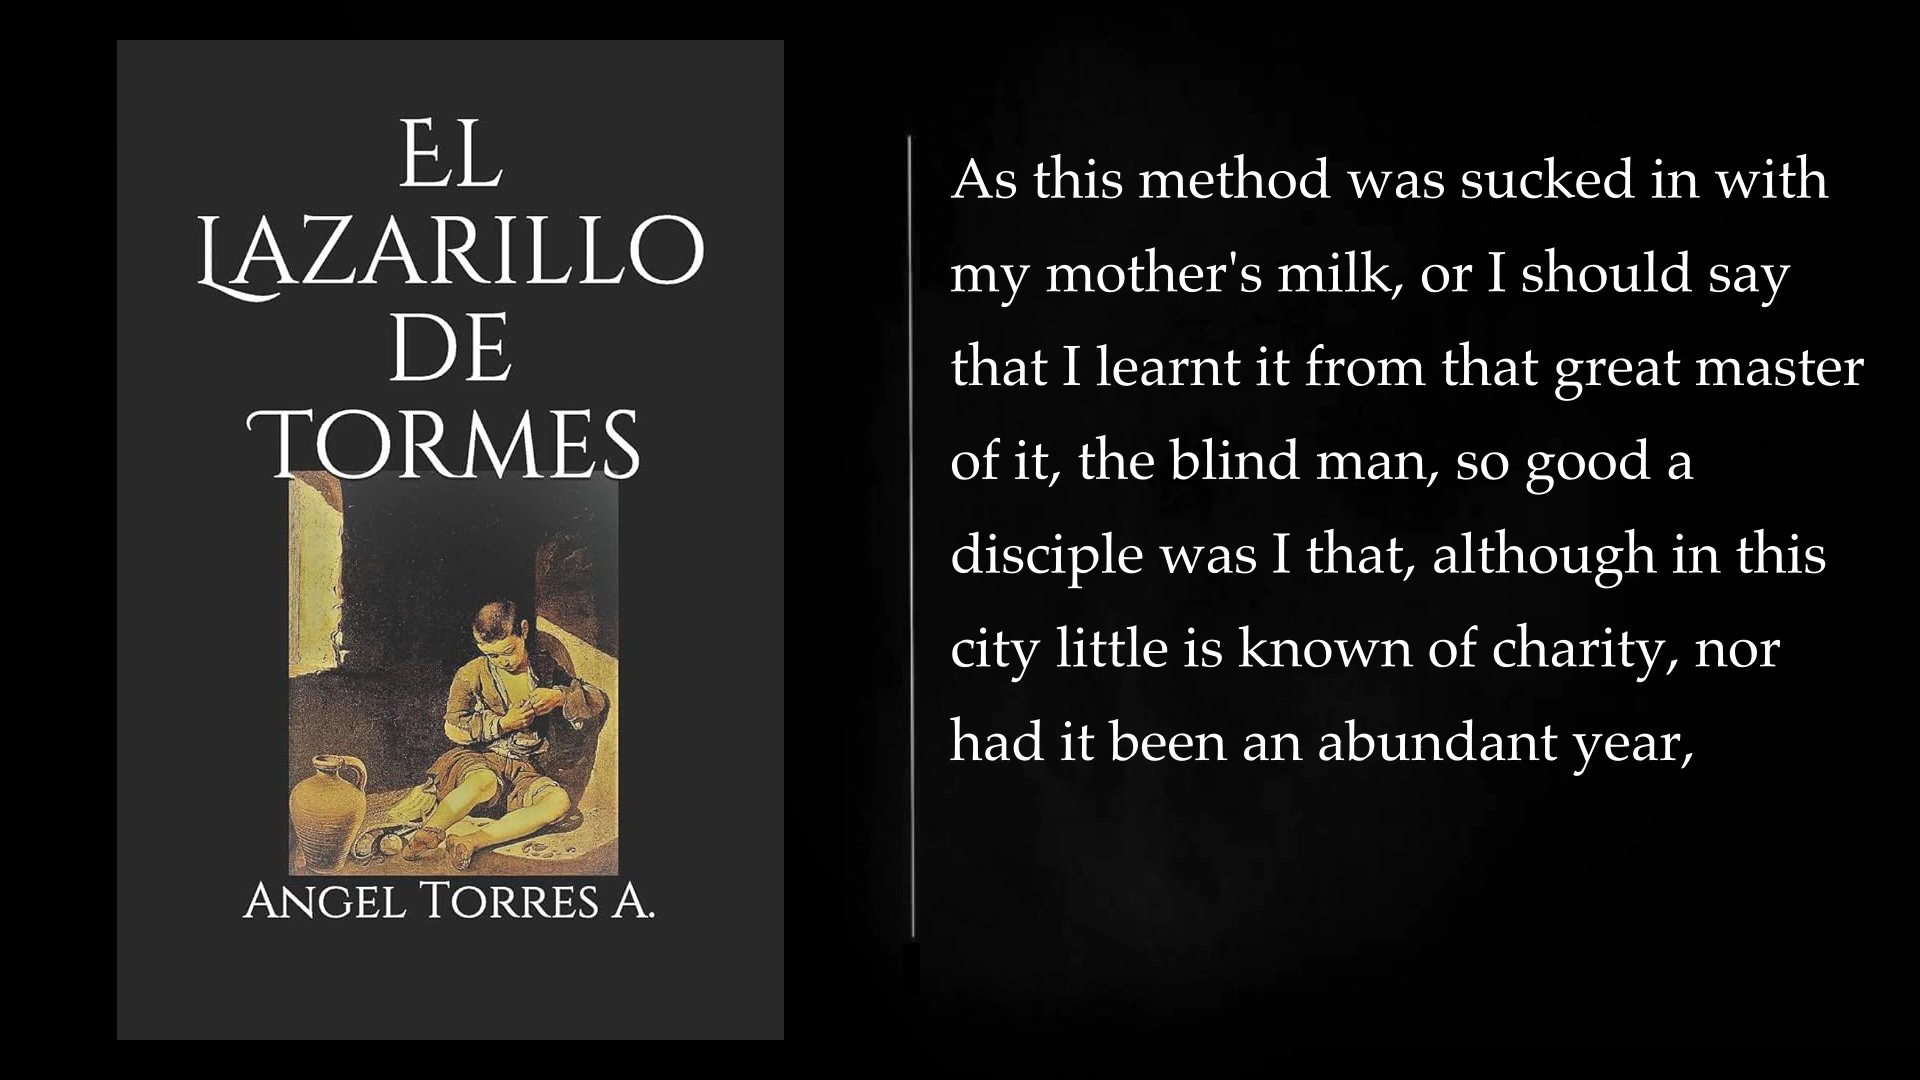 EL
LAZARILLO
DE
TORMES
ANGEL TORRES A.
As this method was sucked in with
my mother's milk, or I should say
that I learnt it from that great master
of it, the blind man, so good a
disciple was I that, although in this
city little is known of charity, nor
had it been an abundant year,